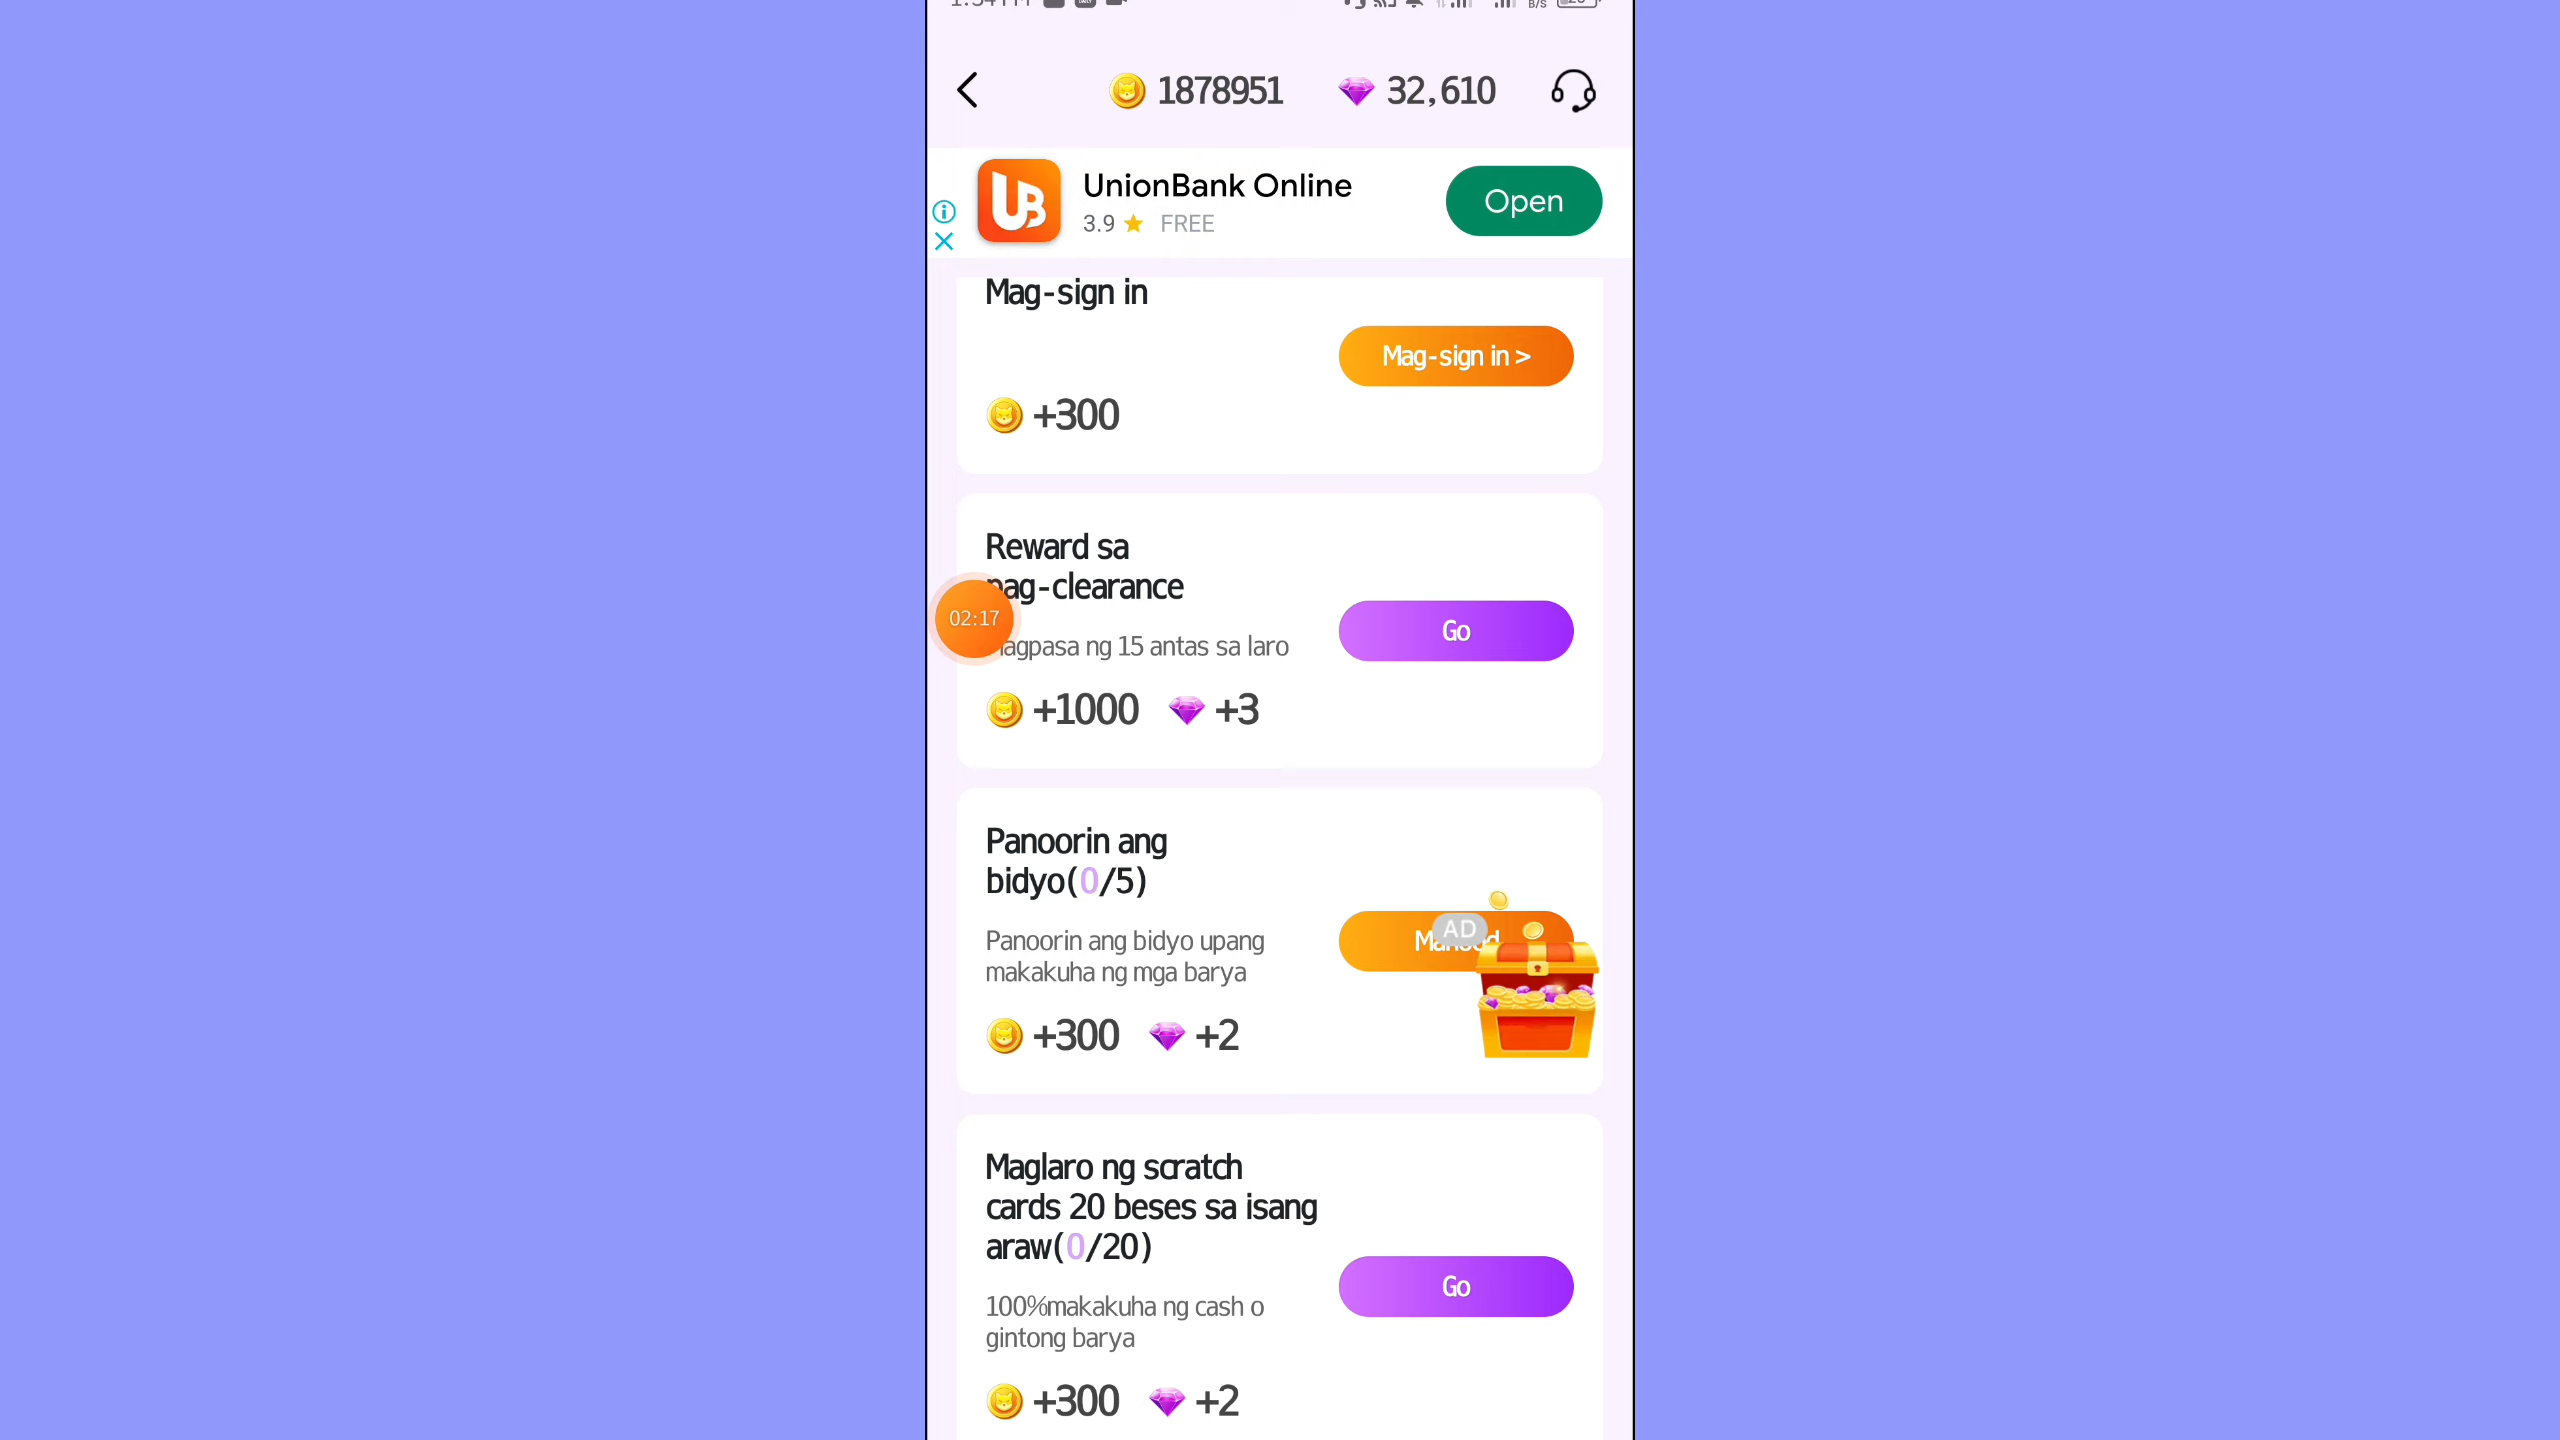 1878951
32,610
UnionBank Online
3.9 ★ FREE
Open
Mag-sign in
Mag-sign in >
+300
Reward sa
pag-clearance
02:17
agpasa ng 15 antas sa laro
Go
+1000 +3
Panoorin ang
bidyo(0/5)
AD
Panoorin ang bidyo upang
makakuha ng mga barya
+300 +2
Maglaro ng scratch
cards 20 beses sa isang
araw(0/20)
Go
100%makakuha ng cash o
gintong barya
+300 +2